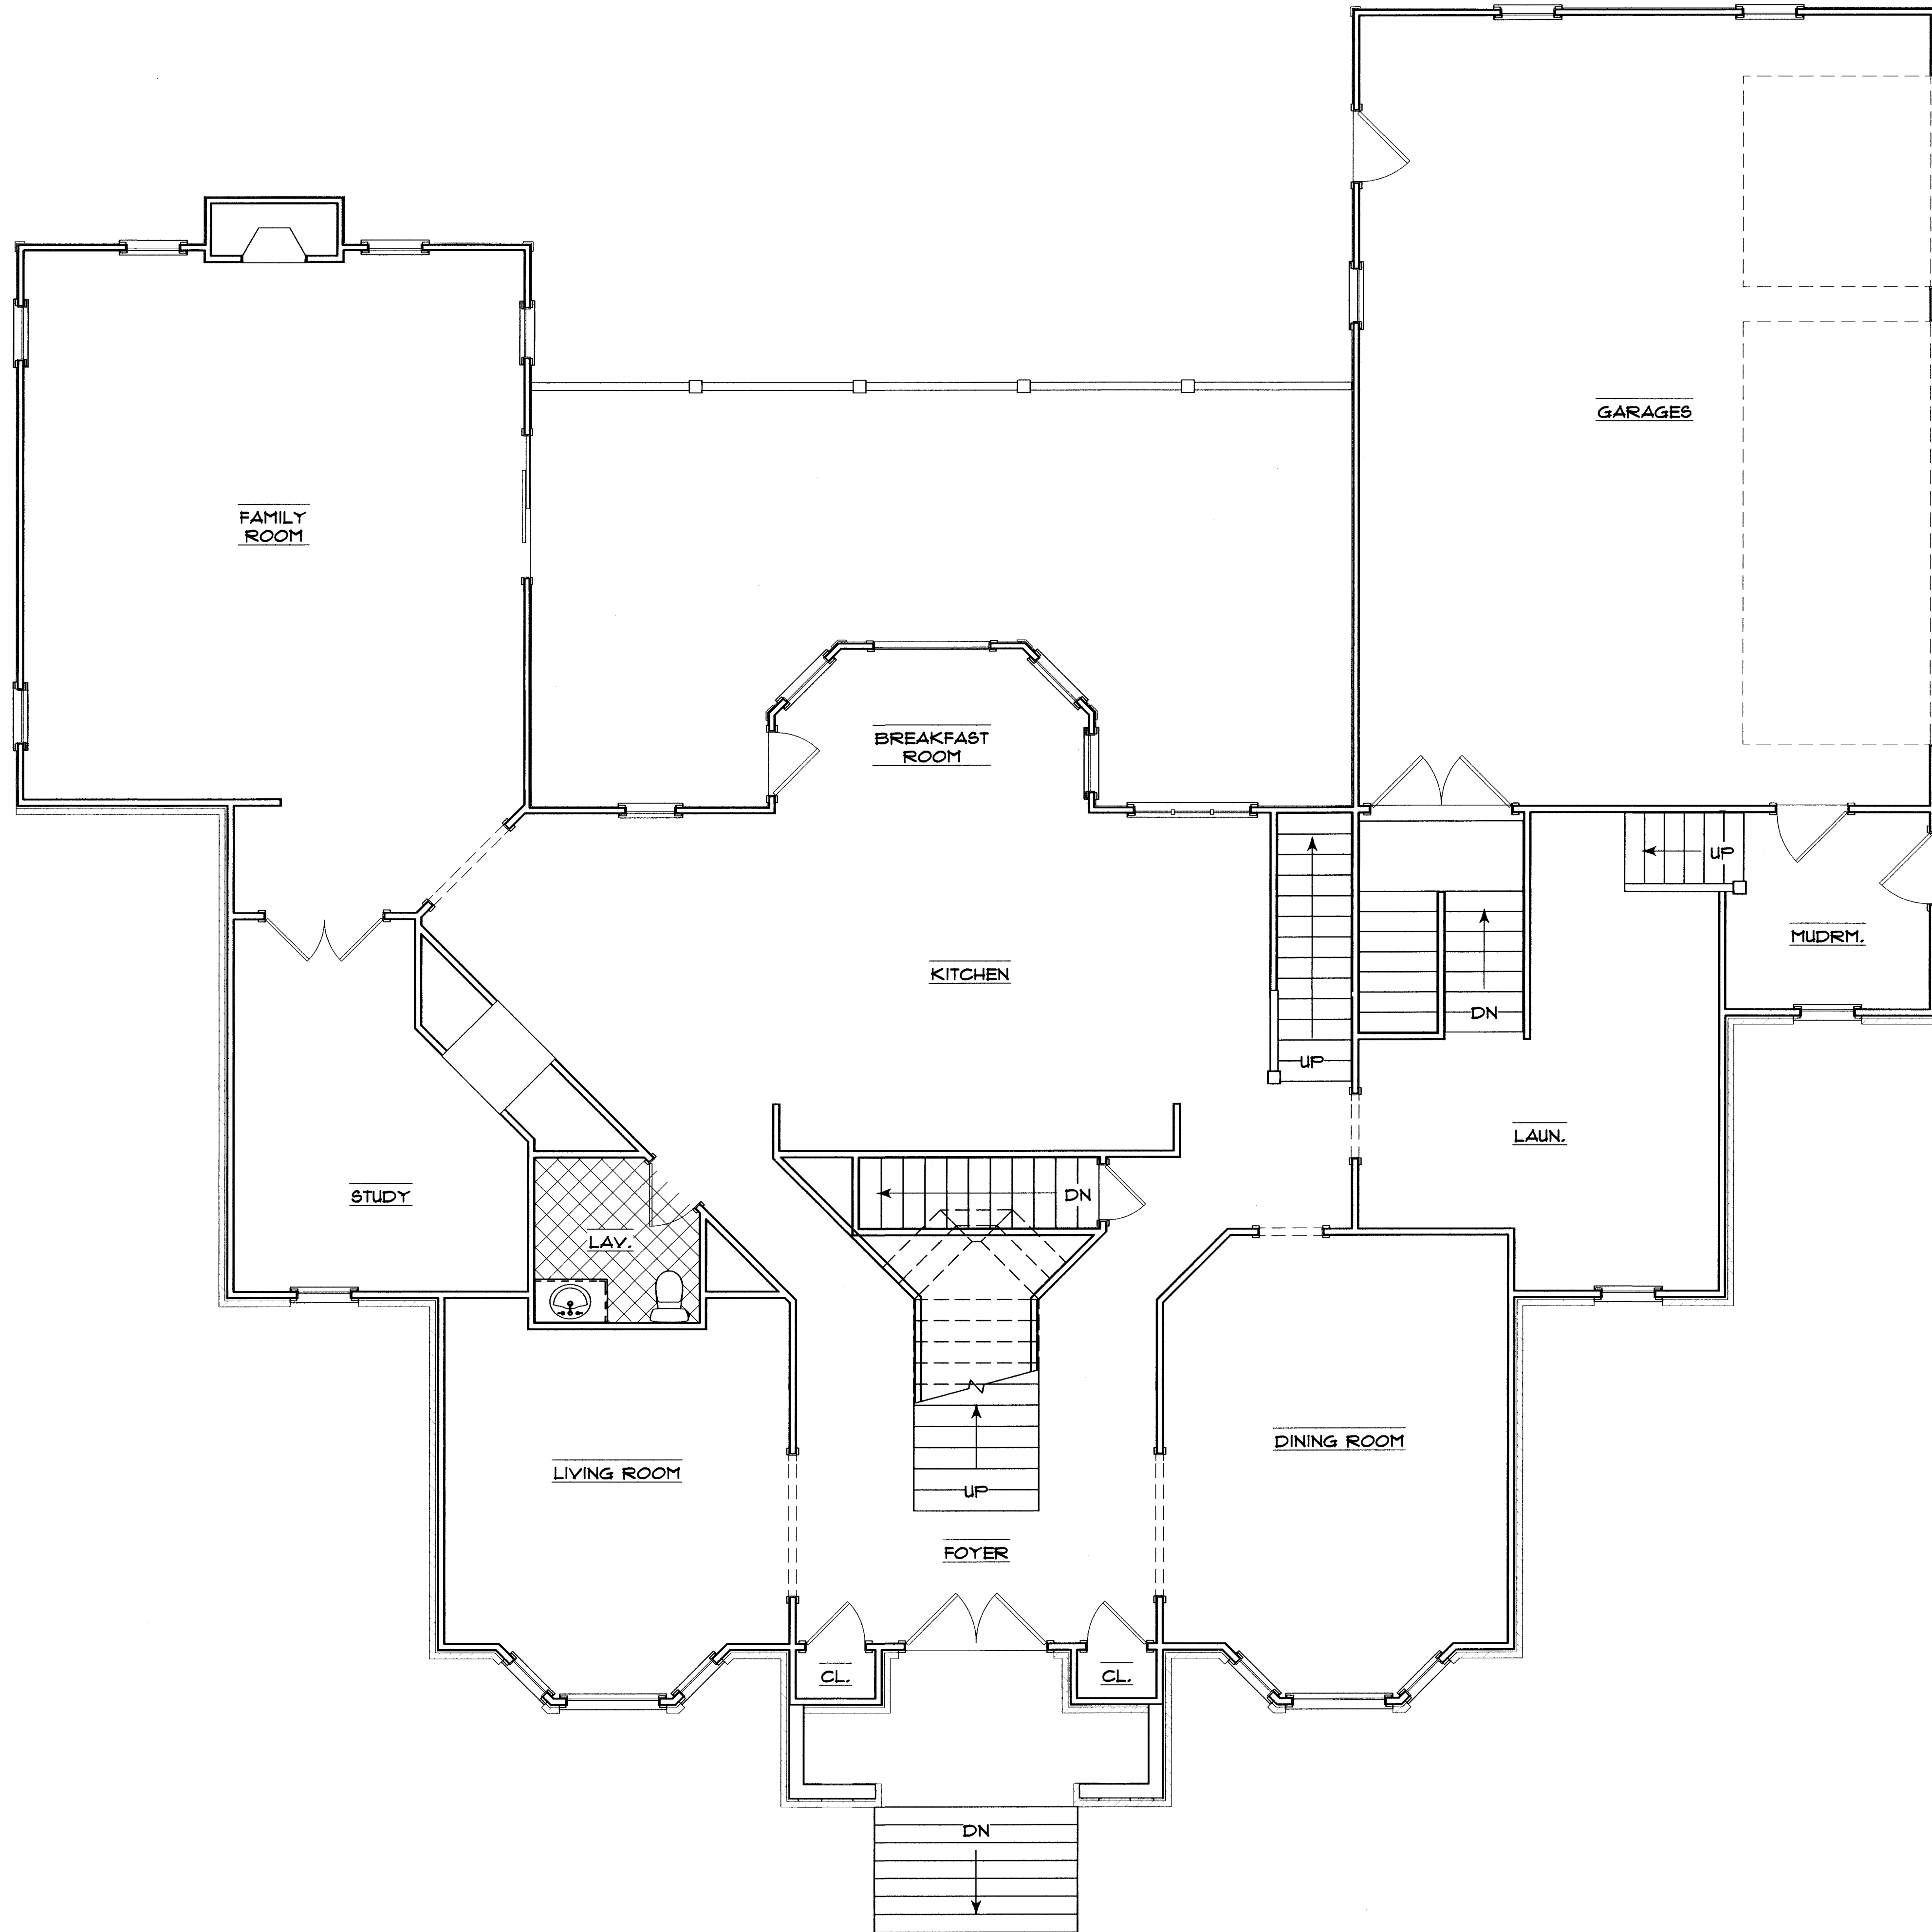 GARAGES
FAMILY
ROOM
BREAKFAST
ROOM
UP
MUDRM.
KITCHEN
DN
UP
LAUN.
STUDY
DN
LAV.
DINING ROOM
LIVING ROOM
UP
FOYER
CL.
CL.
DN